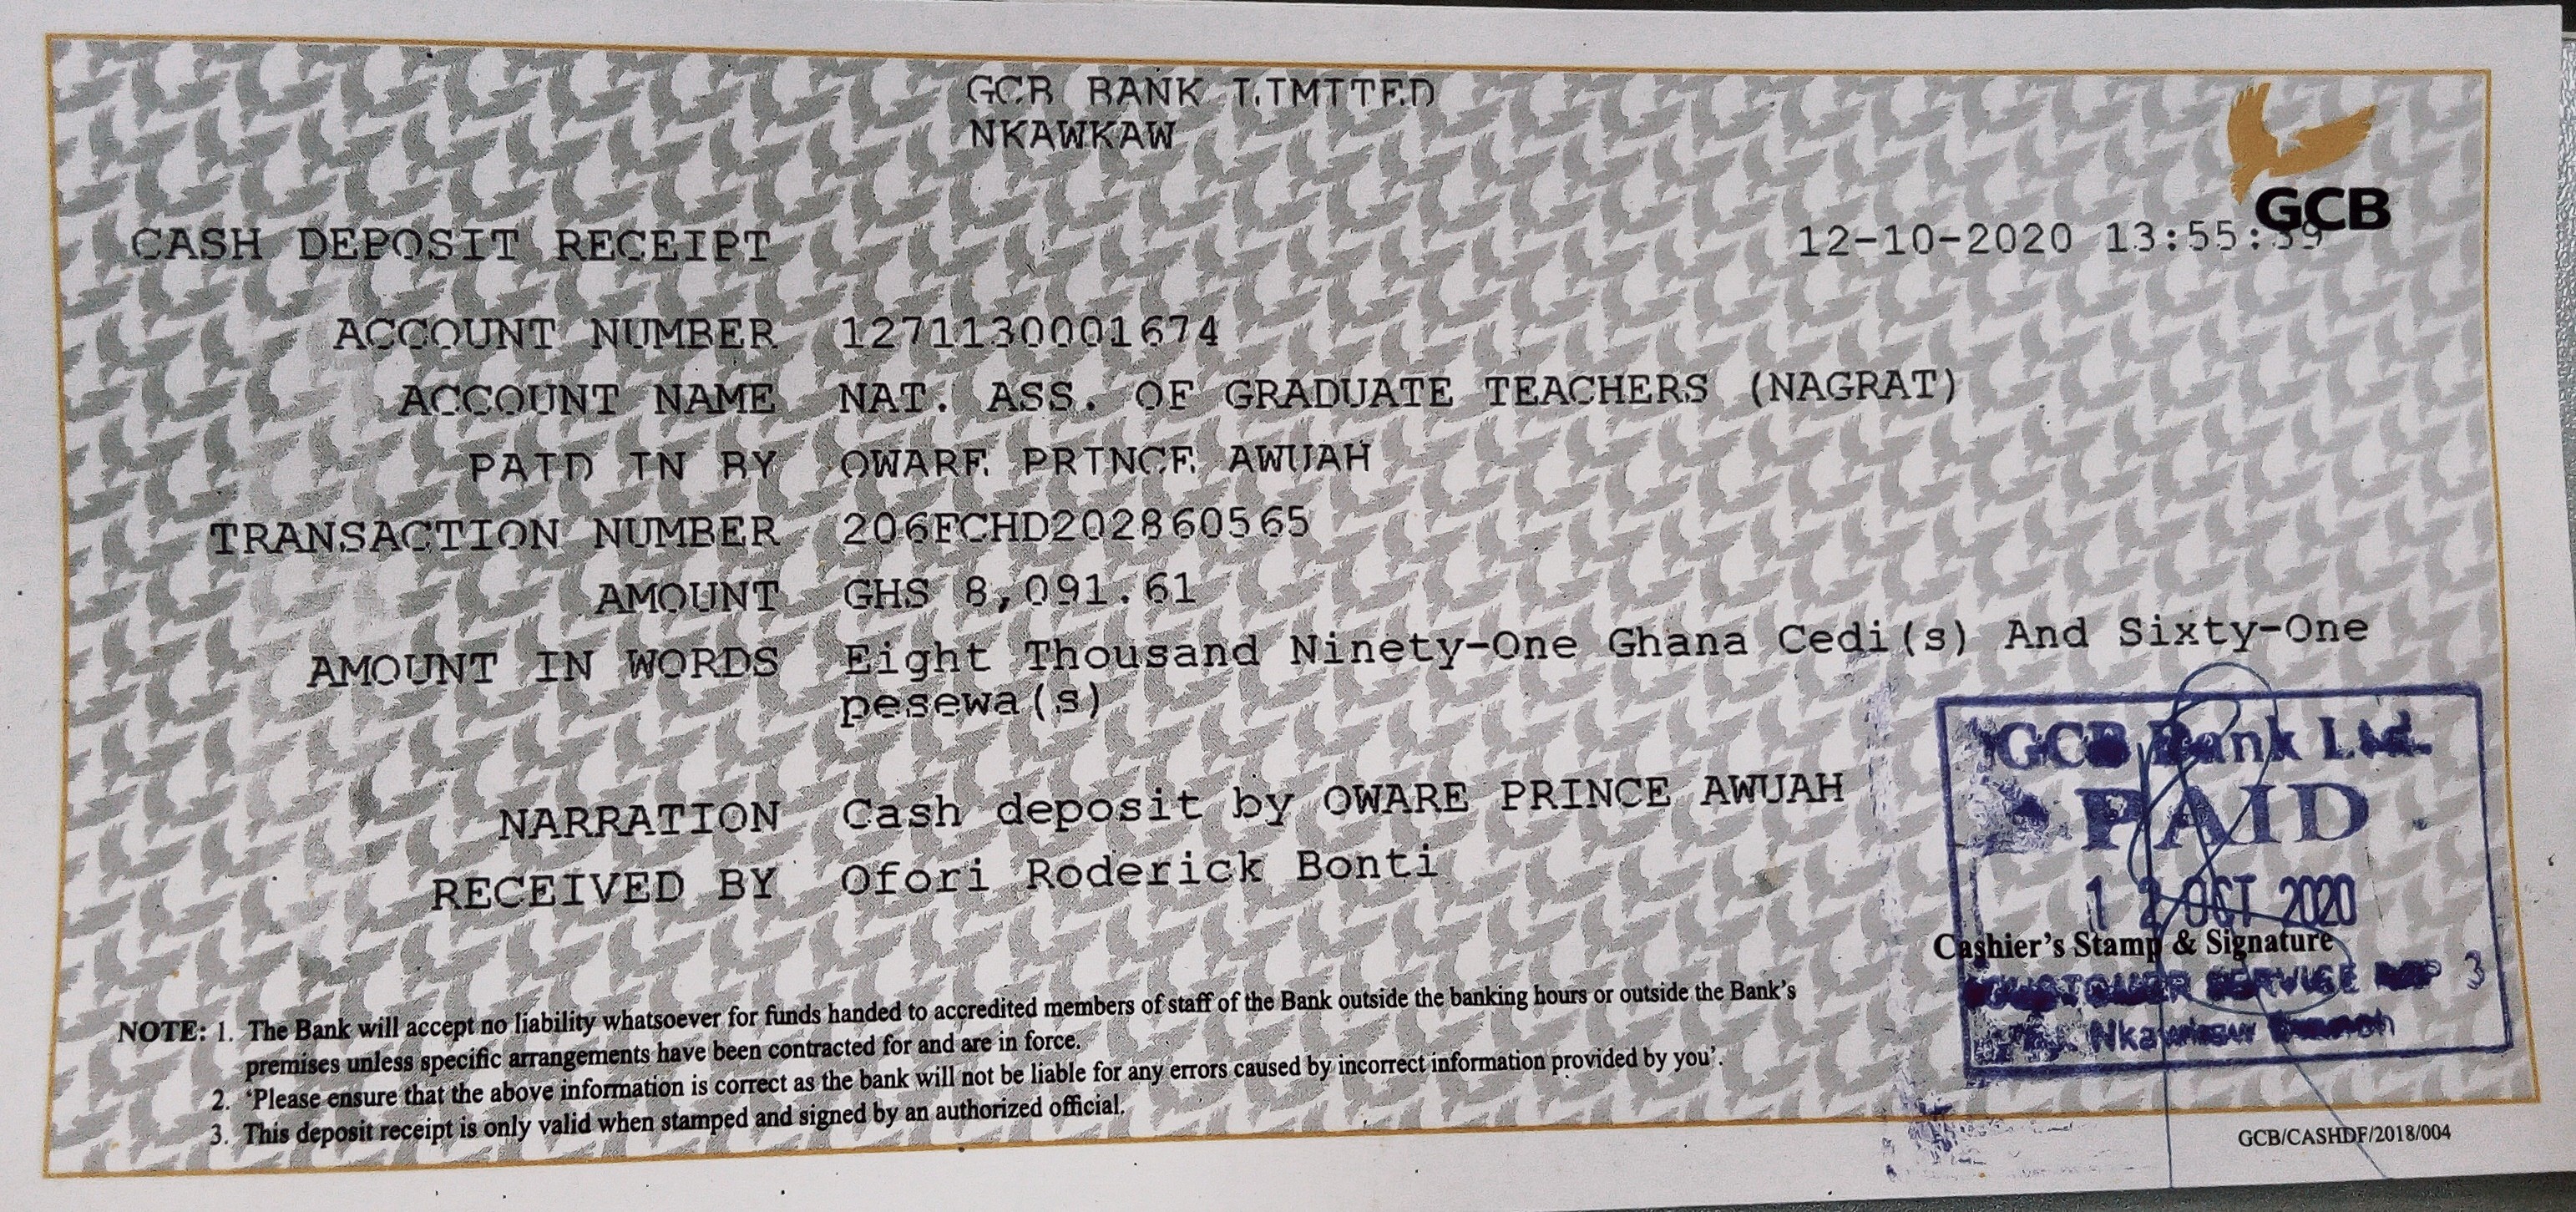 GCB BANK LIMITED
NKAWKAW
GCB
CASH DEPOSIT RECEIPT 12-10-2020 13:55:39
ACCOUNT NUMBER 1271130001674
ACCOUNT NAME NAT. ASS. OF GRADUATE TEACHERS (NAGRAT)
PAID IN BY OWARE PRINCE AWUAH
TRANSACTION NUMBER 206FCHD202860565
AMOUNT GHS 8,091.61
AMOUNT IN WORDS Eight Thousand Ninety-One Ghana Cedi(s) And Sixty-One
pesewa(s)
NARRATION Cash deposit by OWARE PRINCE AWUAH
RECEIVED BY Ofori Roderick Bonti
GCB Bank Ltd.
PAID
12 OCT 2020
Cashier's Stamp & Signature
CUSTOMER SERVICE REP 3
Nkawkaw Branch
NOTE: 1. The Bank will accept no liability whatsoever for funds handed to accredited members of staff of the Bank outside the banking hours or outside the Bank's
premises unless specific arrangements have been contracted for and are in force.
2. 'Please ensure that the above information is correct as the bank will not be liable for any errors caused by incorrect information provided by you'.
3. This deposit receipt is only valid when stamped and signed by an authorized official.
GCB/CASHDF/2018/004